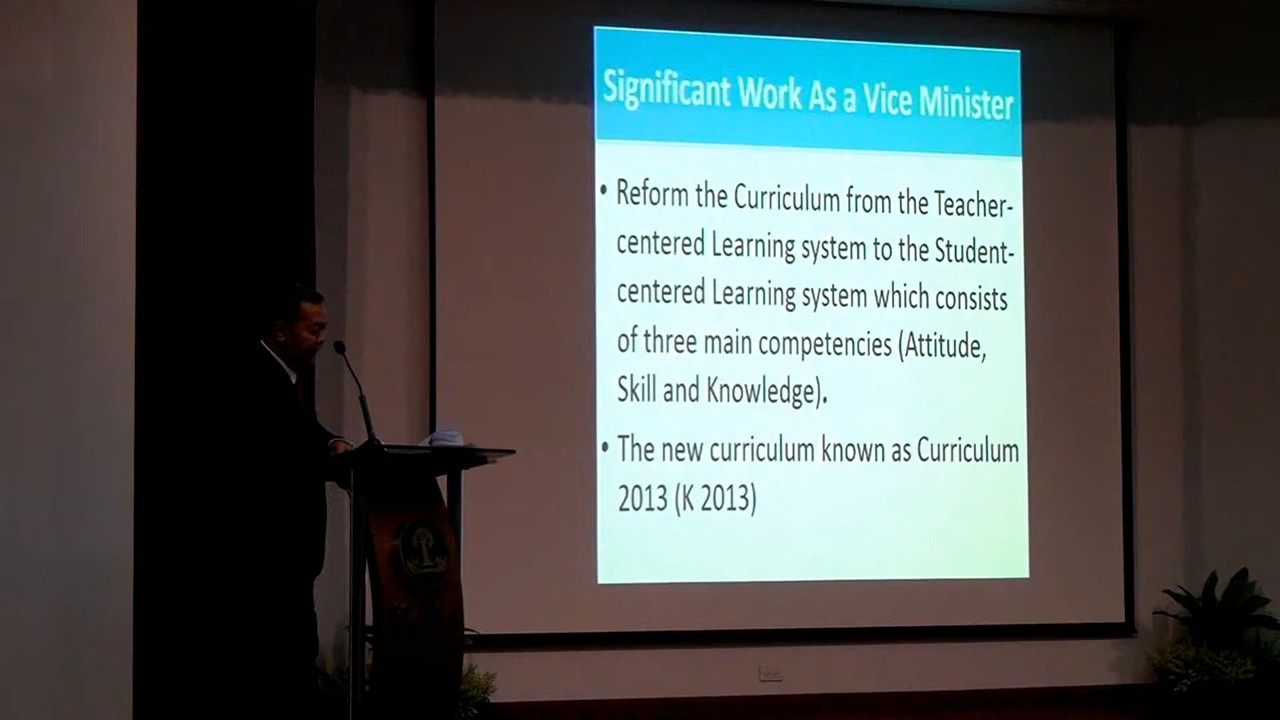 Significant Work As a Vice Minister
• Reform the Curriculum from the Teacher-
centered Learning system to the Student-
centered Learning system which consists
of three main competencies (Attitude,
Skill and Knowledge).
• The new curriculum known as Curriculum
2013 (K 2013)